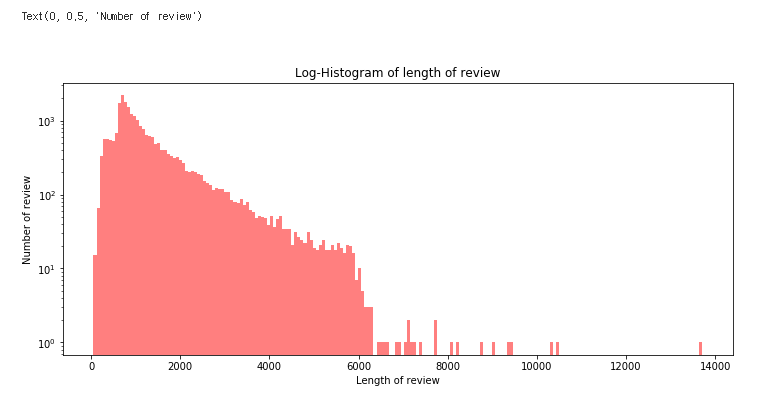 Text(0, 0.5, 'Number of review')
Log-Histogram of length of review
10³
10²
10¹
10⁰
Number of review
0 2000 4000 6000 8000 10000 12000 14000
Length of review